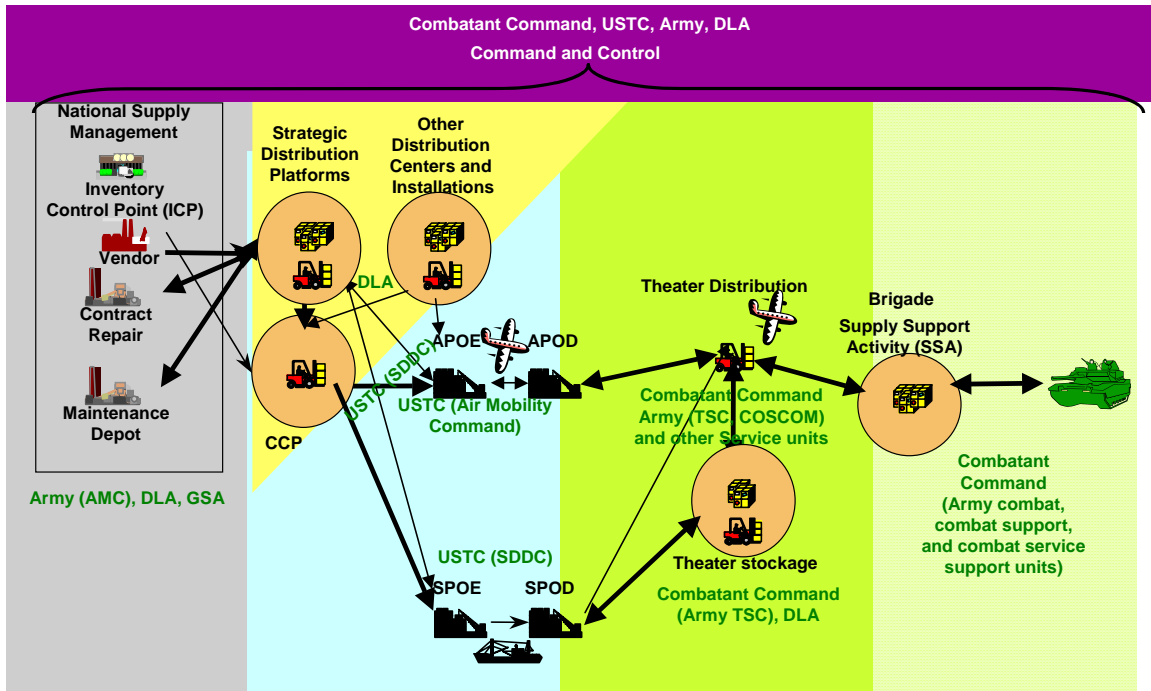 Combatant Command, USTC, Army, DLA
Command and Control
National Supply
Management
Inventory
Control Point (ICP)
Vendor
Contract
Repair
Maintenance
Depot
Army (AMC), DLA, GSA
Strategic
Distribution
Platforms
Other
Distribution
Centers and
Installations
DLA
CCP
USTC (SDDC)
APOE
APOD
USTC (Air Mobility
Command)
USTC (SDDC)
SPOE
SPOD
Theater Distribution
Combatant Command
Army (TSC, COSCOM)
and other Service units
Theater stockage
Combatant Command
(Army TSC), DLA
Brigade
Supply Support
Activity (SSA)
Combatant
Command
(Army combat,
combat support,
and combat service
support units)